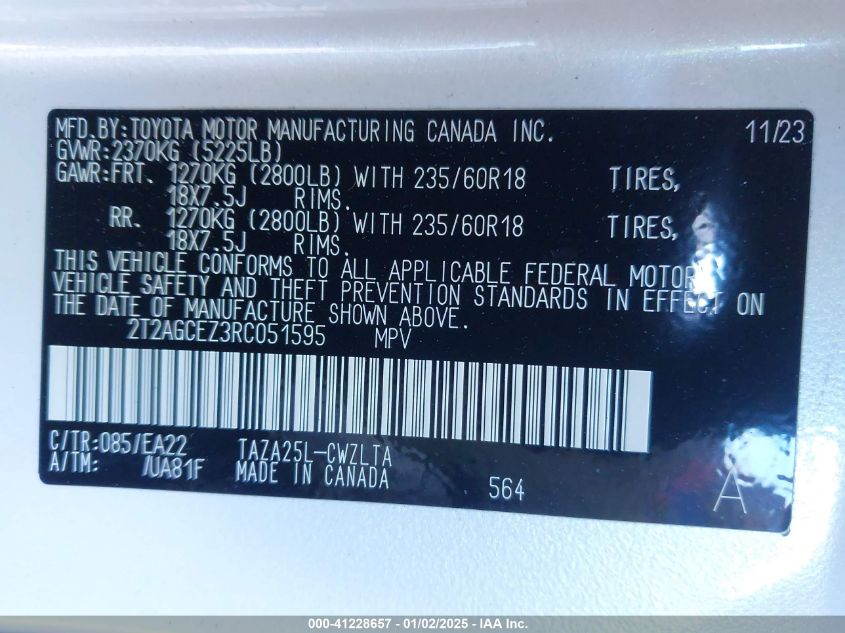 MFD.BY:TOYOTA MOTOR MANUFACTURING CANADA INC. 11/23
GVWR:2370KG (5225LB)
GAWR:FRT. 1270KG (2800LB) WITH 235/60R18 TIRES,
18X7.5J RIMS.
RR. 1270KG (2800LB) WITH 235/60R18 TIRES,
18X7.5J RIMS.
THIS VEHICLE CONFORMS TO ALL APPLICABLE FEDERAL MOTOR
VEHICLE SAFETY AND THEFT PREVENTION STANDARDS IN EFFECT ON
THE DATE OF MANUFACTURE SHOWN ABOVE.
2T2AGCEZ3RC051595 MPV
C/TR:085/EA22 TAZA25L-CWZLTA
A/TM: /UA81F MADE IN CANADA 564 A
000-41228657 - 01/02/2025 - IAA Inc.